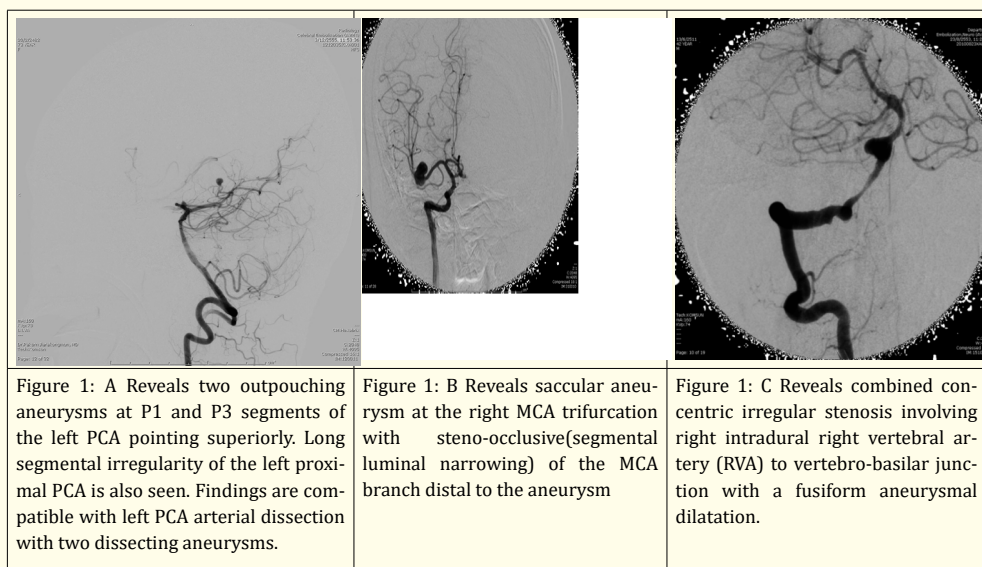 Figure 1: A Reveals two outpouching
aneurysms at P1 and P3 segments of
the left PCA pointing superiorly. Long
segmental irregularity of the left proxi-
mal PCA is also seen. Findings are com-
patible with left PCA arterial dissection
with two dissecting aneurysms.
Figure 1: B Reveals saccular aneu-
rysm at the right MCA trifurcation
with steno-occlusive(segmental
luminal narrowing) of the MCA
branch distal to the aneurysm
Figure 1: C Reveals combined con-
centric irregular stenosis involving
right intradural right vertebral ar-
tery (RVA) to vertebro-basilar junc-
tion with a fusiform aneurysmal
dilatation.